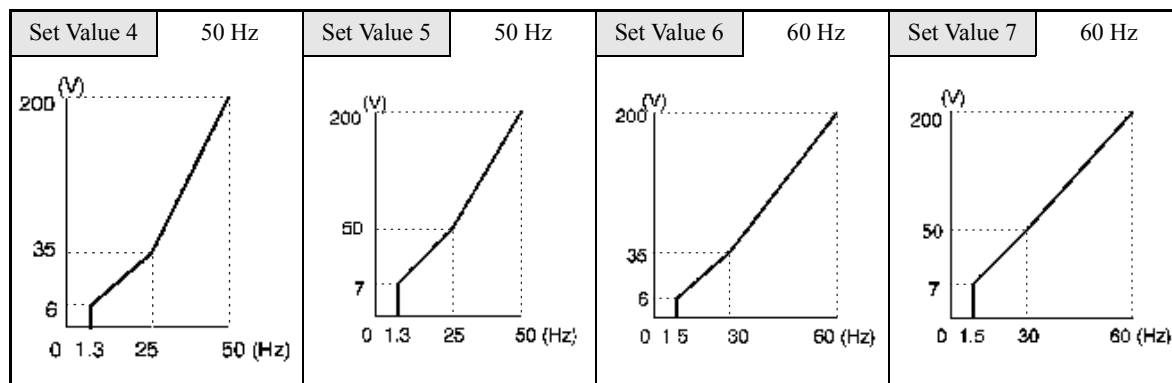 Set Value 4 50 Hz
(V)
200
35
6
0 1.3 25 50 (Hz)
Set Value 5 50 Hz
(V)
200
50
7
0 1.3 25 50 (Hz)
Set Value 6 60 Hz
(V)
200
35
6
0 1 5 30 60 (Hz)
Set Value 7 60 Hz
(V)
200
50
7
0 1.5 30 60 (Hz)